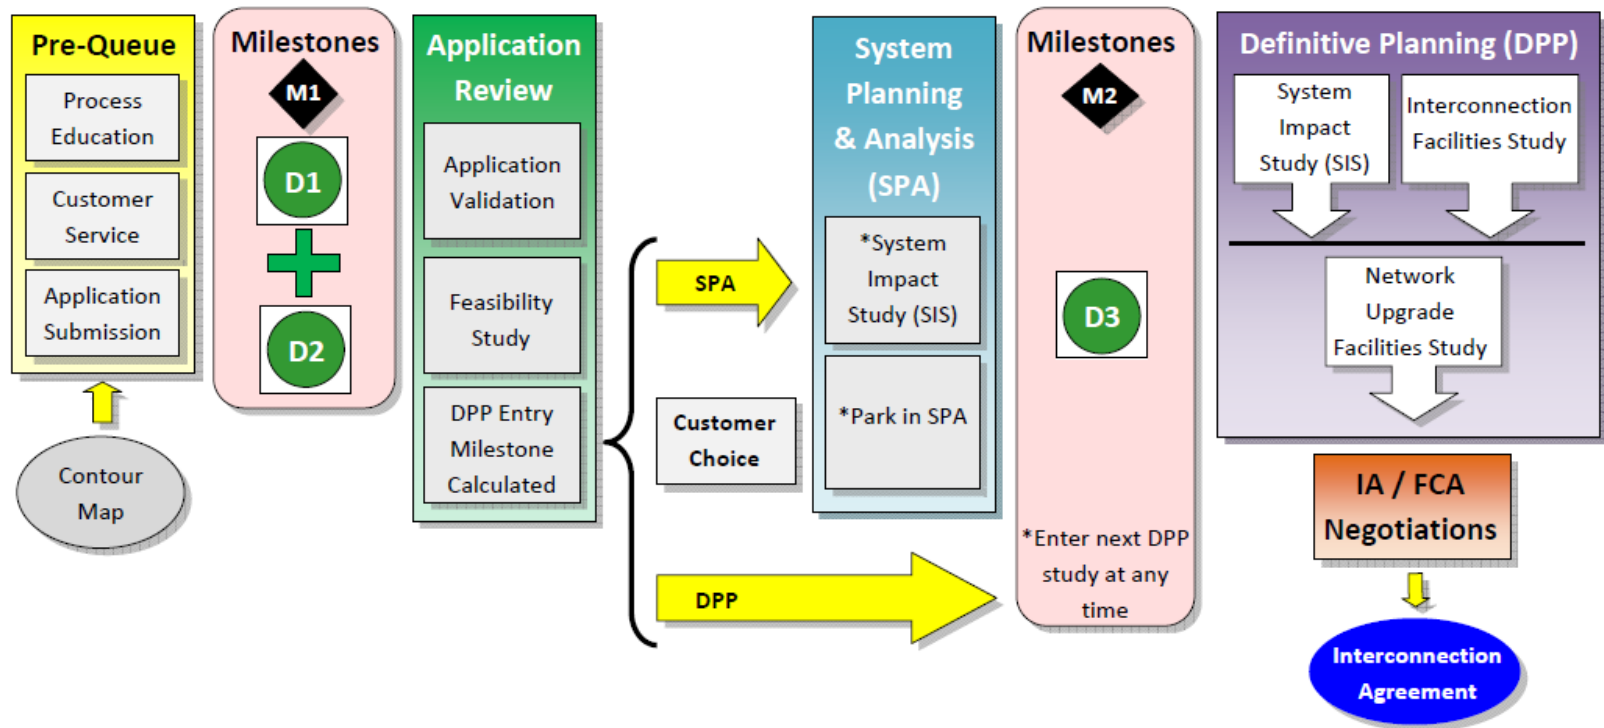 Pre-Queue
Process
Education
Customer
Service
Application
Submission
Contour
Map
Milestones
M1
D1
D2
Application
Review
Application
Validation
Feasibility
Study
DPP Entry
Milestone
Calculated
SPA
Customer
Choice
DPP
System
Planning
& Analysis
(SPA)
*System
Impact
Study (SIS)
*Park in SPA
Milestones
M2
D3
*Enter next DPP
study at any
time
Definitive Planning (DPP)
System
Impact
Study (SIS)
Interconnection
Facilities Study
Network
Upgrade
Facilities Study
IA / FCA
Negotiations
Interconnection
Agreement